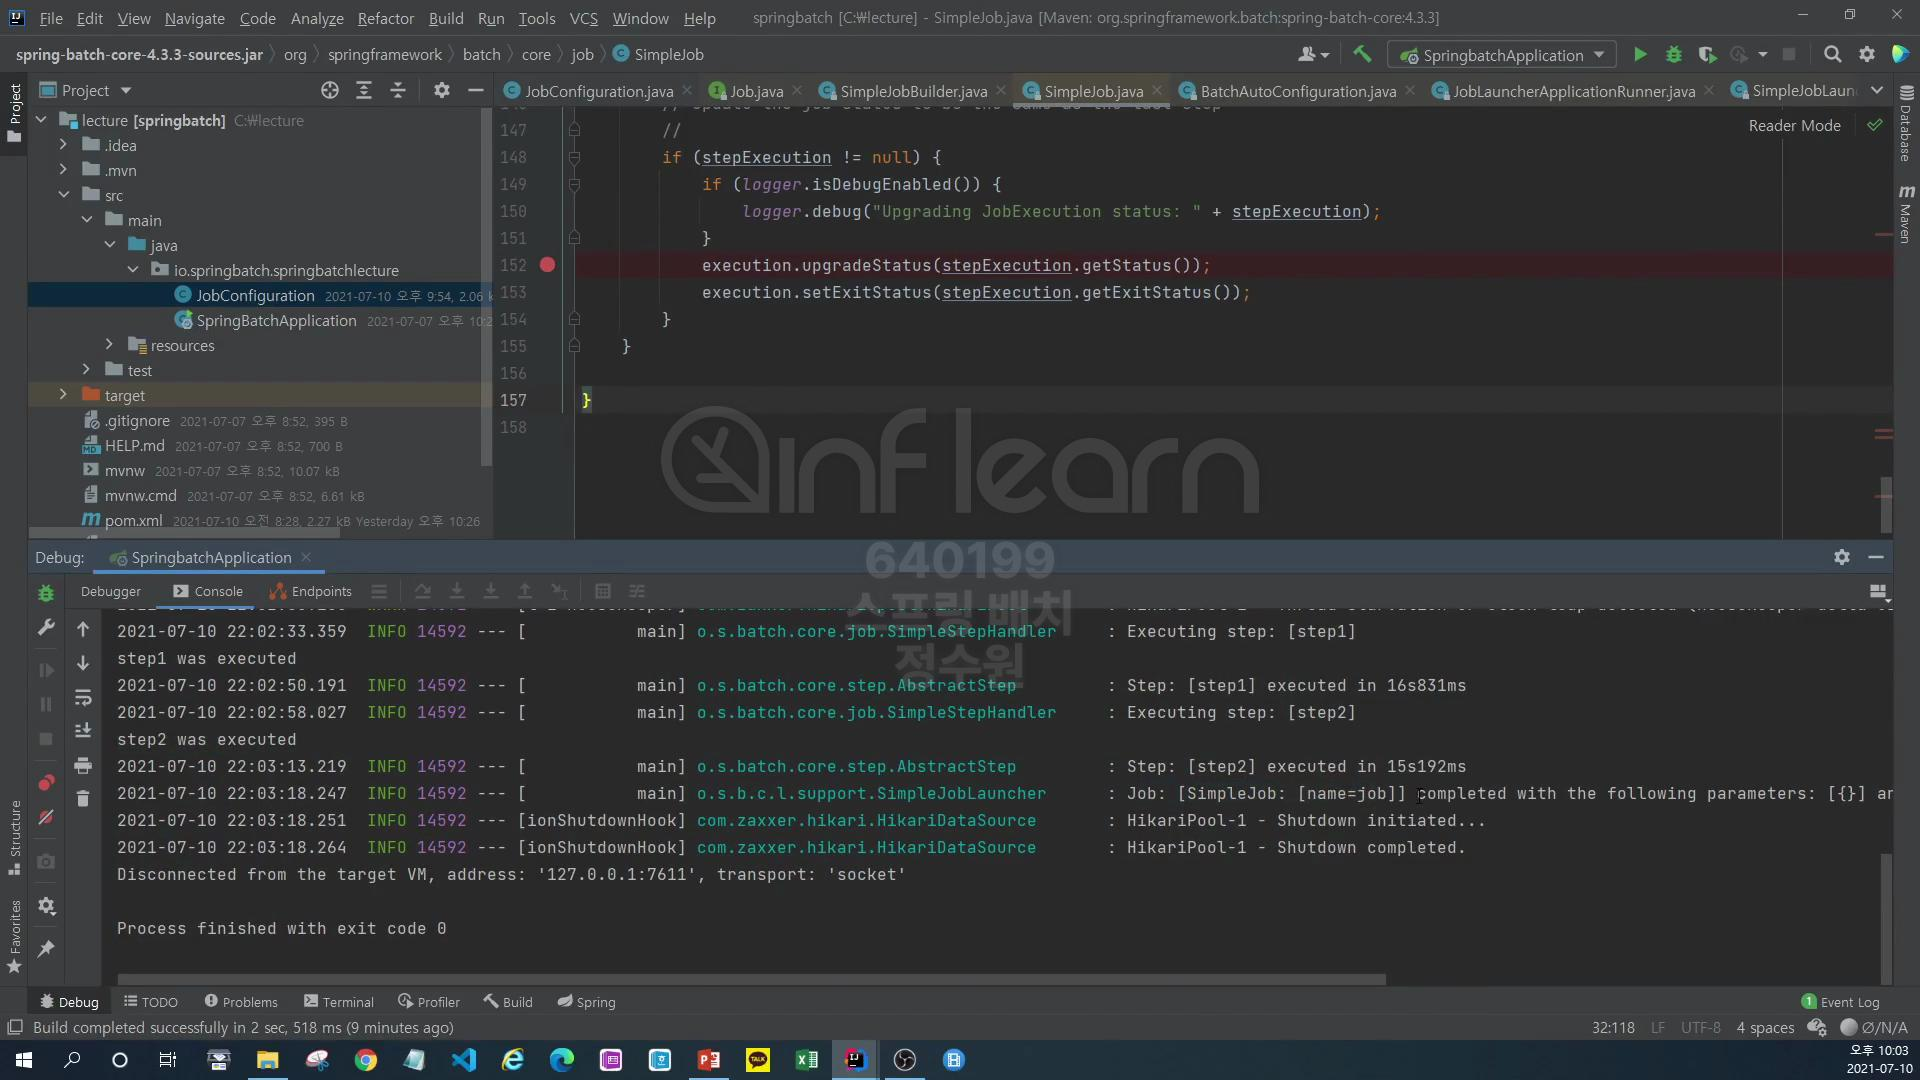 File Edit View Navigate Code Analyze Refactor Build Run Tools VCS Window Help springbatch [C:₩lecture] - SimpleJob.java [Maven: org.springframework.batch:spring-batch-core:4.3.3]
spring-batch-core-4.3.3-sources.jar org springframework batch core job SimpleJob SpringbatchApplication
Project JobConfiguration.java Job.java SimpleJobBuilder.java SimpleJob.java BatchAutoConfiguration.java JobLauncherApplicationRunner.java SimpleJobLaun
Project
Database
Maven
Structure
Favorites
Reader Mode
lecture [springbatch] C:₩lecture
.idea
.mvn
src
main
java
io.springbatch.springbatchlecture
JobConfiguration 2021-07-10 오후 9:54, 2.06 k
SpringBatchApplication 2021-07-07 오후 10:2
resources
test
target
.gitignore 2021-07-07 오후 8:52, 395 B
HELP.md 2021-07-07 오후 8:52, 700 B
mvnw 2021-07-07 오후 8:52, 10.07 kB
mvnw.cmd 2021-07-07 오후 8:52, 6.61 kB
pom.xml 2021-07-10 오전 8:28, 2.27 kB Yesterday 오후 10:26
147 //
148 if (stepExecution != null) {
149 if (logger.isDebugEnabled()) {
150 logger.debug("Upgrading JobExecution status: " + stepExecution);
151 }
152 execution.upgradeStatus(stepExecution.getStatus());
153 execution.setExitStatus(stepExecution.getExitStatus());
154 }
155 }
156
157 }
158
inflearn
640199
스프링 배치
정수원
Debug: SpringbatchApplication
Debugger Console Endpoints
2021-07-10 22:02:33.359 INFO 14592 --- [ main] o.s.batch.core.job.SimpleStepHandler : Executing step: [step1]
step1 was executed
2021-07-10 22:02:50.191 INFO 14592 --- [ main] o.s.batch.core.step.AbstractStep : Step: [step1] executed in 16s831ms
2021-07-10 22:02:58.027 INFO 14592 --- [ main] o.s.batch.core.job.SimpleStepHandler : Executing step: [step2]
step2 was executed
2021-07-10 22:03:13.219 INFO 14592 --- [ main] o.s.batch.core.step.AbstractStep : Step: [step2] executed in 15s192ms
2021-07-10 22:03:18.247 INFO 14592 --- [ main] o.s.b.c.l.support.SimpleJobLauncher : Job: [SimpleJob: [name=job]] completed with the following parameters: [{}] an
2021-07-10 22:03:18.251 INFO 14592 --- [ionShutdownHook] com.zaxxer.hikari.HikariDataSource : HikariPool-1 - Shutdown initiated...
2021-07-10 22:03:18.264 INFO 14592 --- [ionShutdownHook] com.zaxxer.hikari.HikariDataSource : HikariPool-1 - Shutdown completed.
Disconnected from the target VM, address: '127.0.0.1:7611', transport: 'socket'
Process finished with exit code 0
Debug TODO Problems Terminal Profiler Build Spring 1 Event Log
Build completed successfully in 2 sec, 518 ms (9 minutes ago) 32:118 LF UTF-8 4 spaces Ø/N/A
오후 10:03
2021-07-10